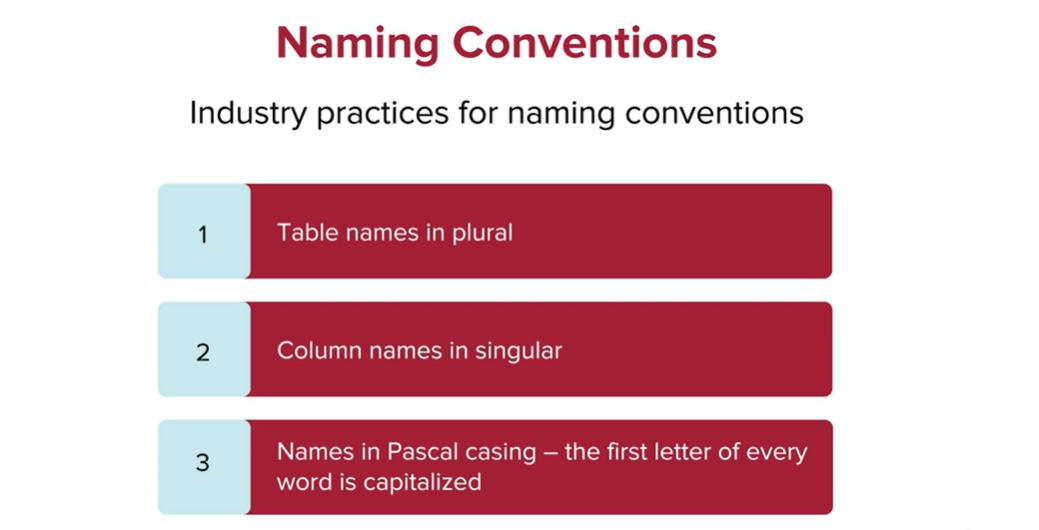 Naming Conventions
Industry practices for naming conventions
1
Table names in plural
2
Column names in singular
3
Names in Pascal casing – the first letter of every
word is capitalized